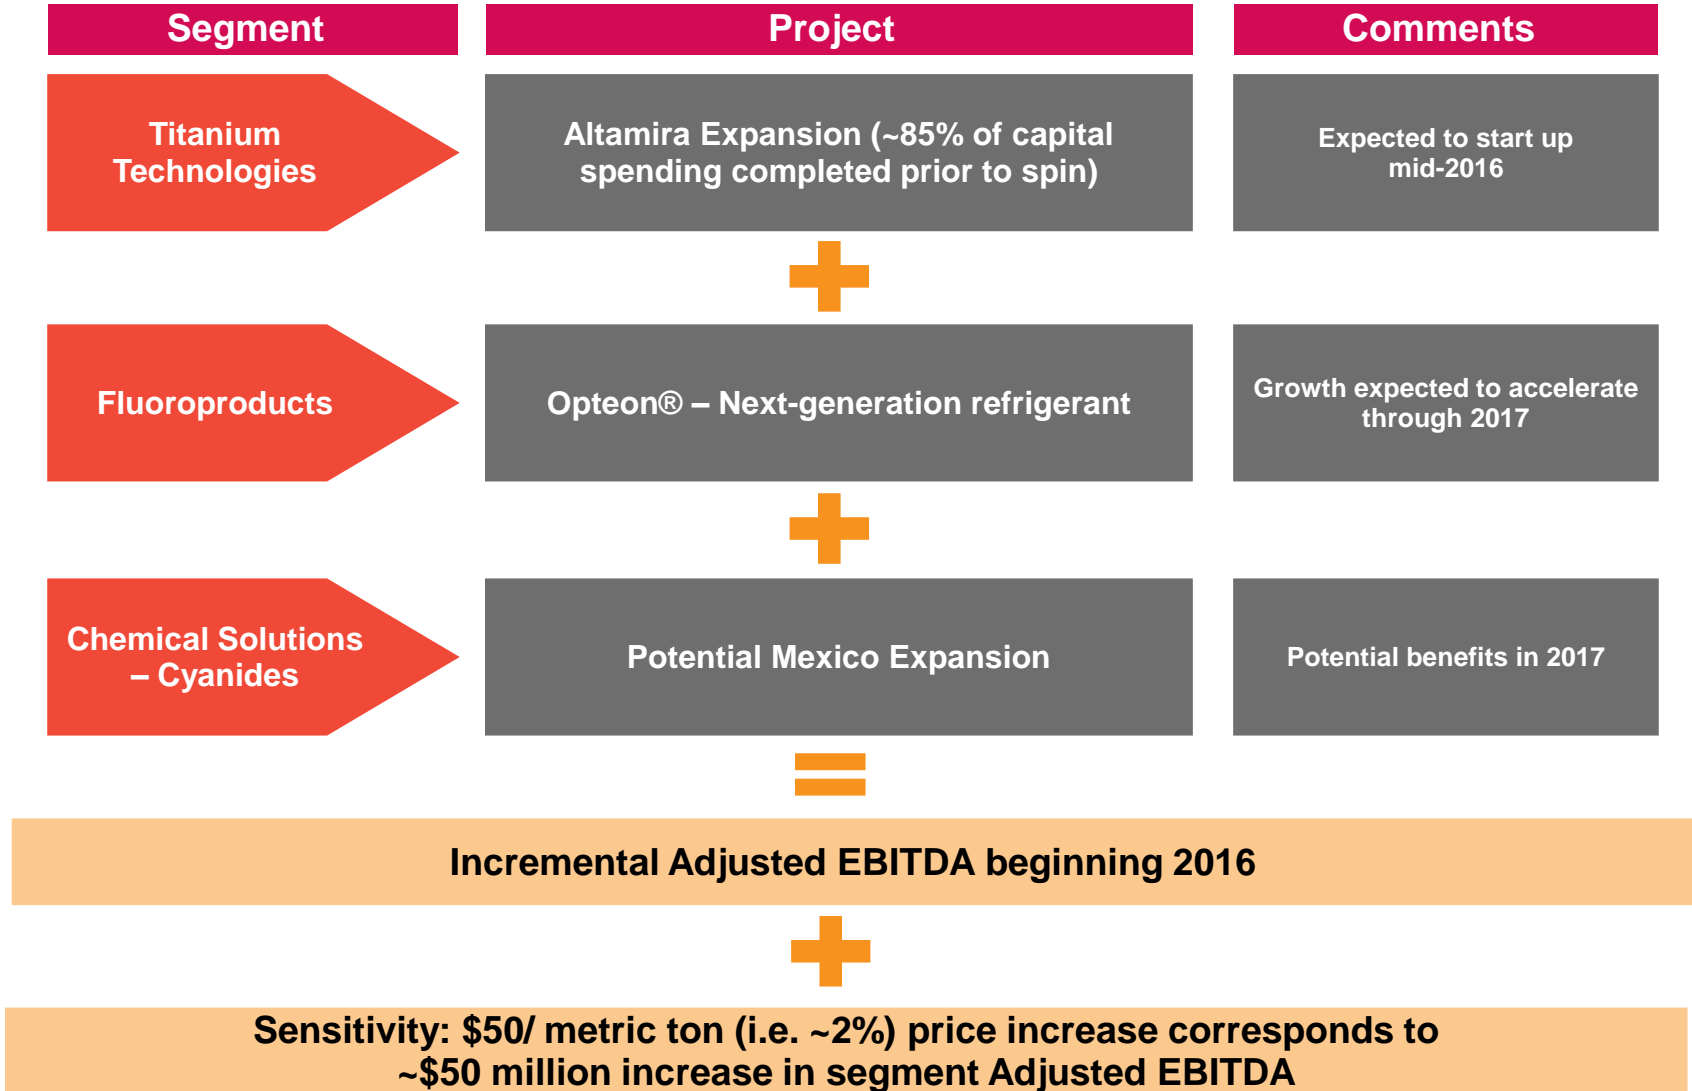 Segment
Project
Comments
Titanium
Technologies
Altamira Expansion (~85% of capital
spending completed prior to spin)
Expected to start up
mid-2016
Fluoroproducts
Opteon® – Next-generation refrigerant
Growth expected to accelerate
through 2017
Chemical Solutions
– Cyanides
Potential Mexico Expansion
Potential benefits in 2017
Incremental Adjusted EBITDA beginning 2016
Sensitivity: $50/ metric ton (i.e. ~2%) price increase corresponds to
~$50 million increase in segment Adjusted EBITDA